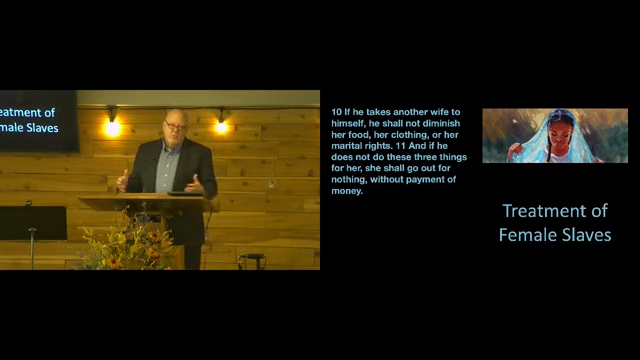 eatment of
male Slaves
10 If he takes another wife to
himself, he shall not diminish
her food, her clothing, or her
marital rights. 11 And if he
does not do these three things
for her, she shall go out for
nothing, without payment of
money.
Treatment of
Female Slaves